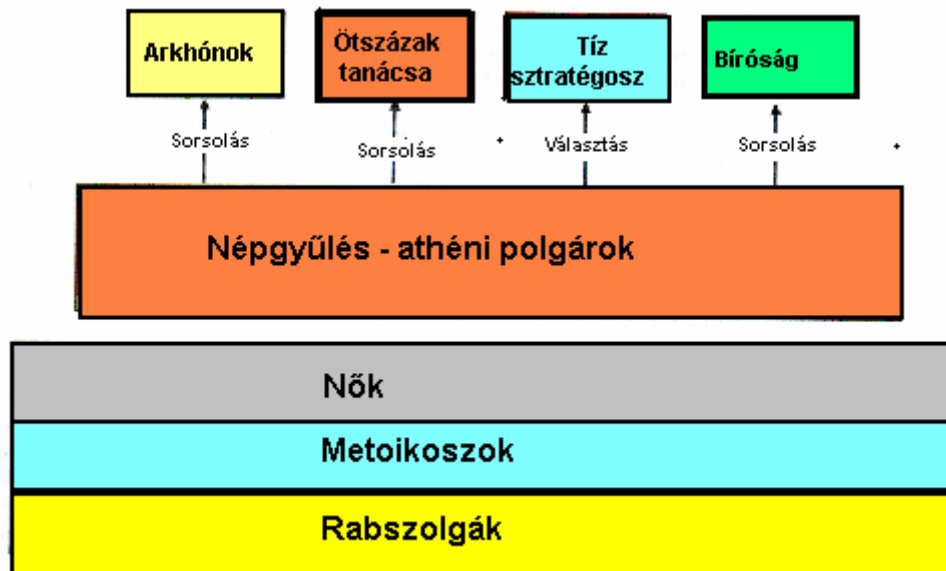 Arkhónok
Ötszázak
tanácsa
Tíz
sztratégosz
Bíróság
Sorsolás
Sorsolás
Választás
Sorsolás
Népgyűlés - athéni polgárok
Nők
Metoikoszok
Rabszolgák